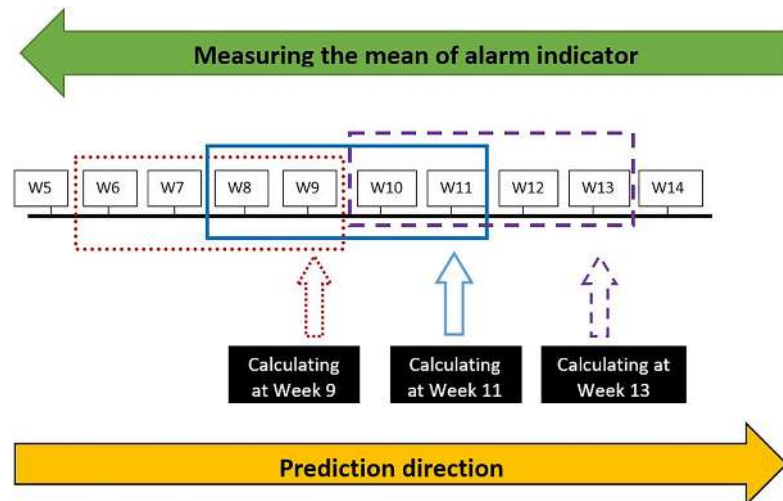 Measuring the mean of alarm indicator
W5 W6 W7 W8 W9 W10 W11 W12 W13 W14
Calculating
at Week 9
Calculating
at Week 11
Calculating at
Week 13
Prediction direction